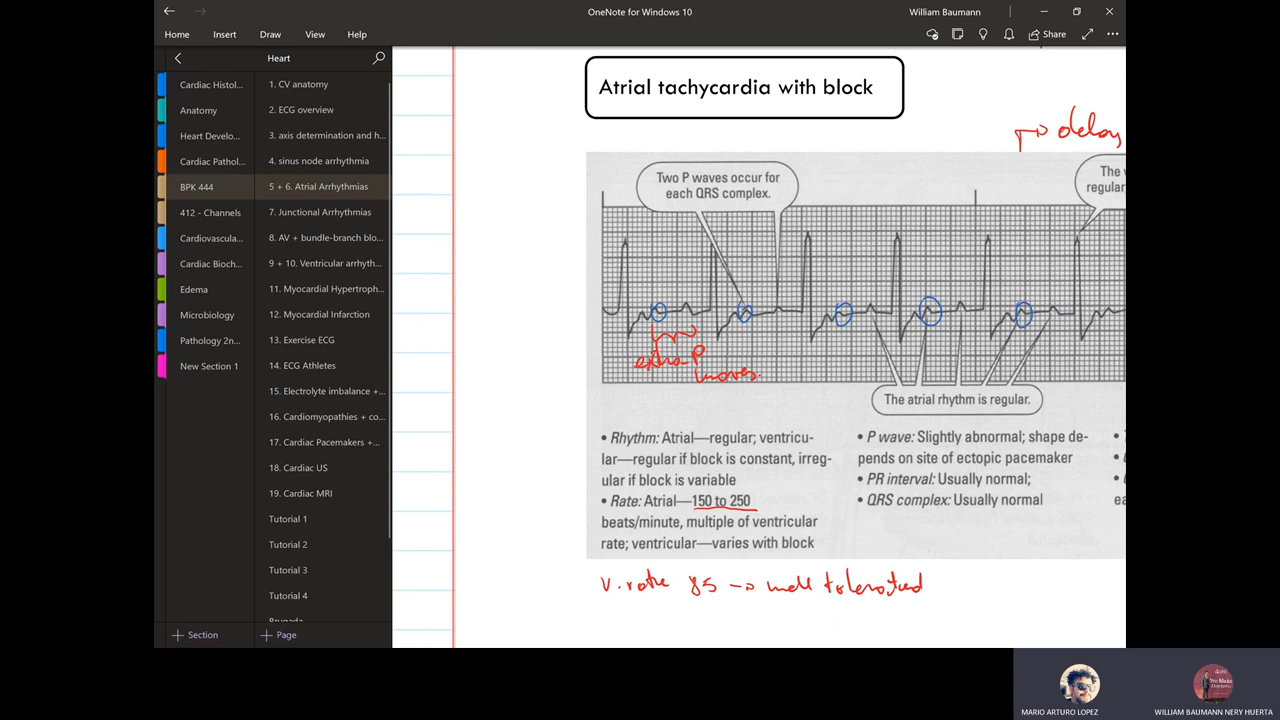 OneNote for Windows 10
William Baumann
Home Insert Draw View Help
Share
Heart
Cardiac Histol...
Anatomy
Heart Develo...
Cardiac Pathol...
BPK 444
412 - Channels
Cardiovascula...
Cardiac Bioch...
Edema
Microbiology
Pathology 2n...
New Section 1
Section
1. CV anatomy
2. ECG overview
3. axis determination and h...
4. sinus node arrhythmia
5 + 6. Atrial Arrhythmias
7. Junctional Arrhythmias
8. AV + bundle-branch blo...
9 + 10. Ventricular arryth...
11. Myocardial Hypertroph...
12. Myocardial Infarction
13. Exercise ECG
14. ECG Athletes
15. Electrolyte imbalance +...
16. Cardiomyopathies + co...
17. Cardiac Pacemakers +...
18. Cardiac US
19. Cardiac MRI
Tutorial 1
Tutorial 2
Tutorial 3
Tutorial 4
Brugada
Page
Atrial tachycardia with block
delay
Two P waves occur for
each QRS complex.
The v
regular
extra P
waves.
The atrial rhythm is regular.
• Rhythm: Atrial—regular; ventricu-
lar—regular if block is constant, irreg-
ular if block is variable
• Rate: Atrial—150 to 250
beats/minute, multiple of ventricular
rate; ventricular—varies with block
• P wave: Slightly abnormal; shape de-
pends on site of ectopic pacemaker
• PR interval: Usually normal;
• QRS complex: Usually normal
ea
V. rate 85 → well tolerated
MARIO ARTURO LOPEZ
WILLIAM BAUMANN NERY HUERTA